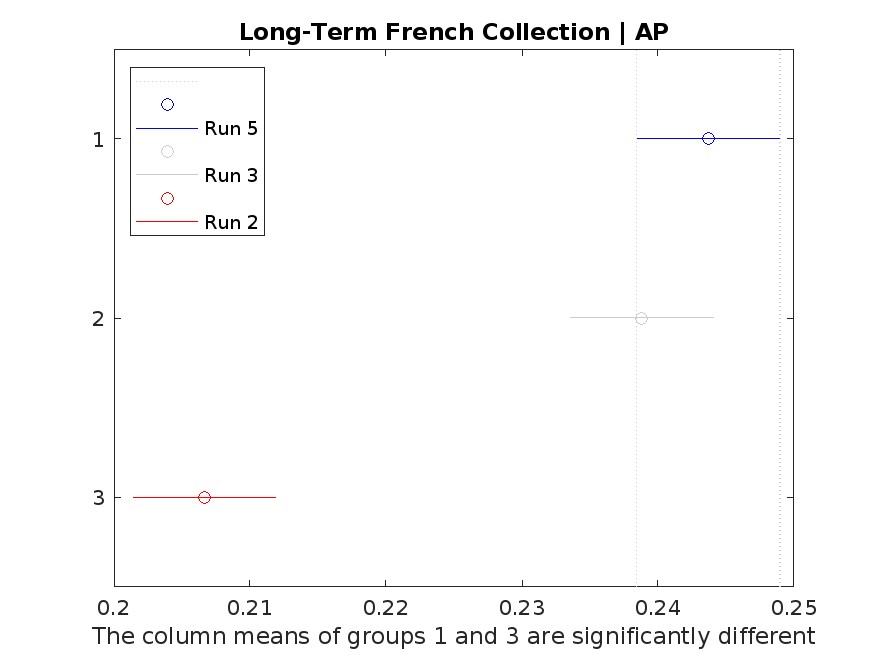 Long-Term French Collection | AP
Run 5
Run 3
Run 2
1
2
3
0.2 0.21 0.22 0.23 0.24 0.25
The column means of groups 1 and 3 are significantly different